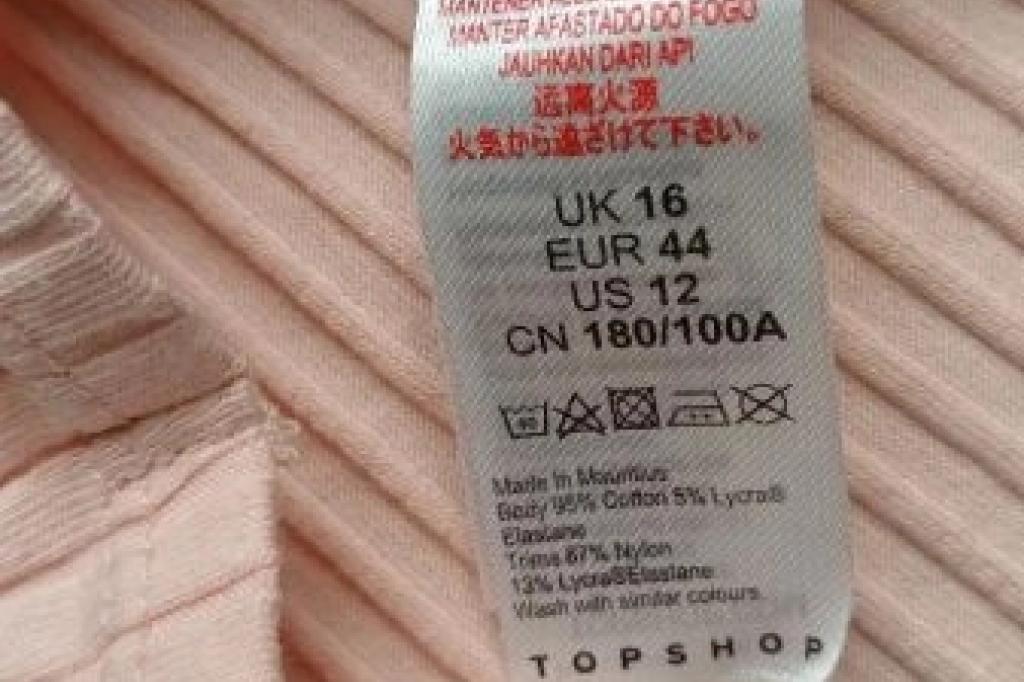 MANTER AFASTADO DO FOGO
JAUHKAN DARI API
远离火源
火気から遠ざけて下さい。
UK 16
EUR 44
US 12
CN 180/100A
Made In Mauritius
Body 95% Cotton 5% Lycra®
Elastane
Trims 87% Nylon
13% Lycra®Elastane
Wash with similar colours.
TOPSHOP